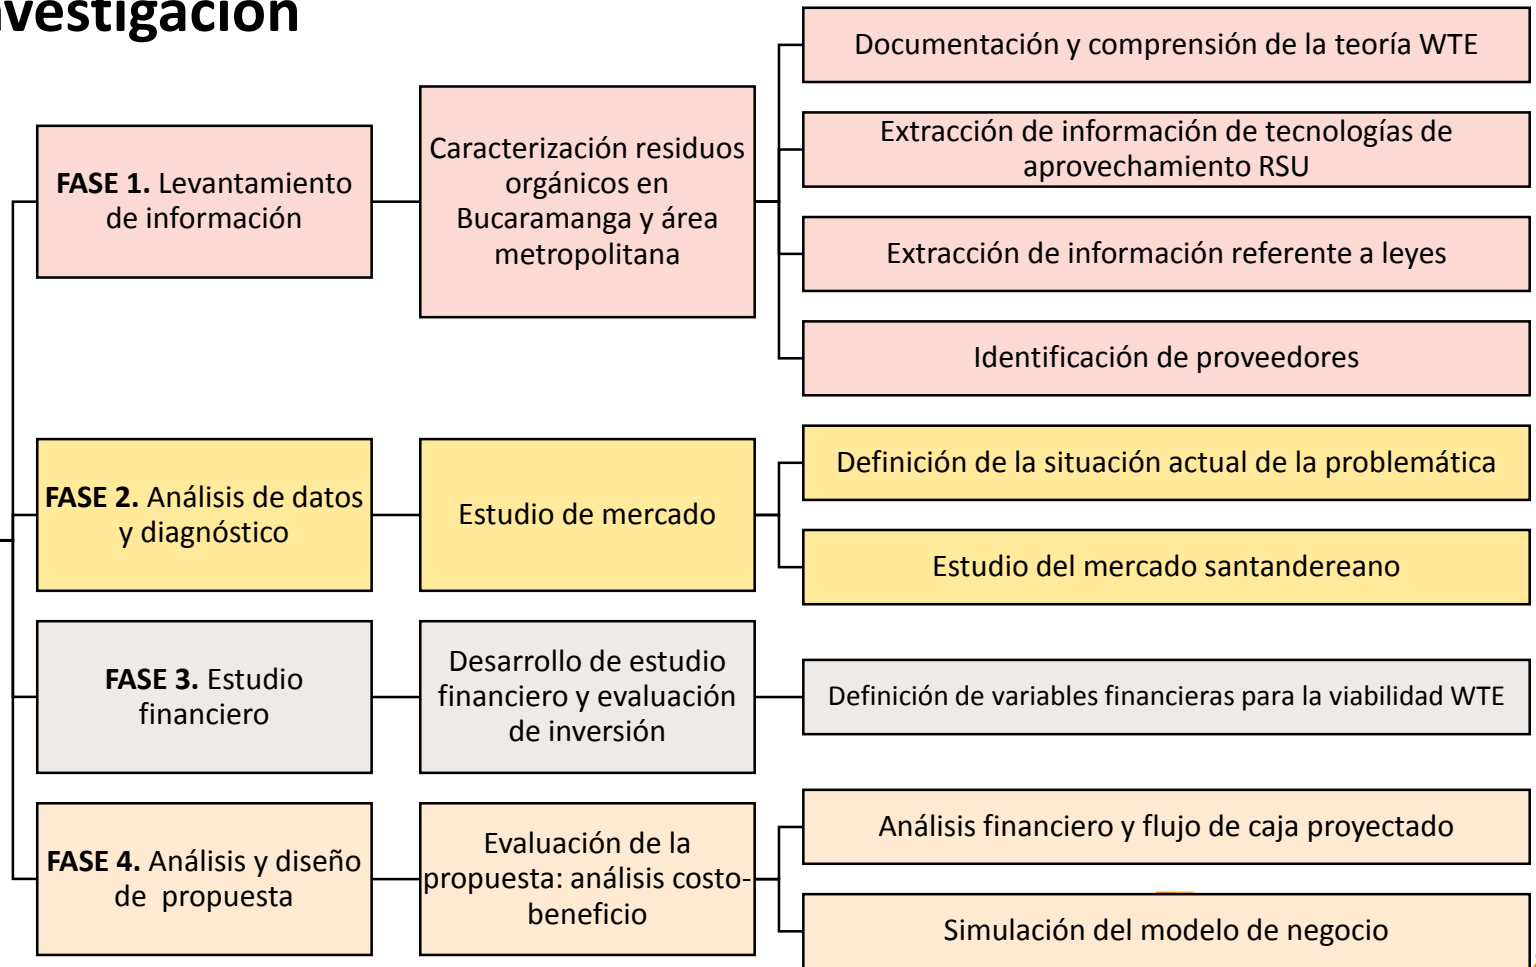 nvestigación
FASE 1. Levantamiento
de información
Caracterización residuos
orgánicos en
Bucaramanga y área
metropolitana
Documentación y comprensión de la teoría WTE
Extracción de información de tecnologías de
aprovechamiento RSU
Extracción de información referente a leyes
Identificación de proveedores
FASE 2. Análisis de datos
y diagnóstico
Estudio de mercado
Definición de la situación actual de la problemática
Estudio del mercado santandereano
FASE 3. Estudio
financiero
Desarrollo de estudio
financiero y evaluación
de inversión
Definición de variables financieras para la viabilidad WTE
FASE 4. Análisis y diseño
de propuesta
Evaluación de la
propuesta: análisis costo-
beneficio
Análisis financiero y flujo de caja proyectado
Simulación del modelo de negocio